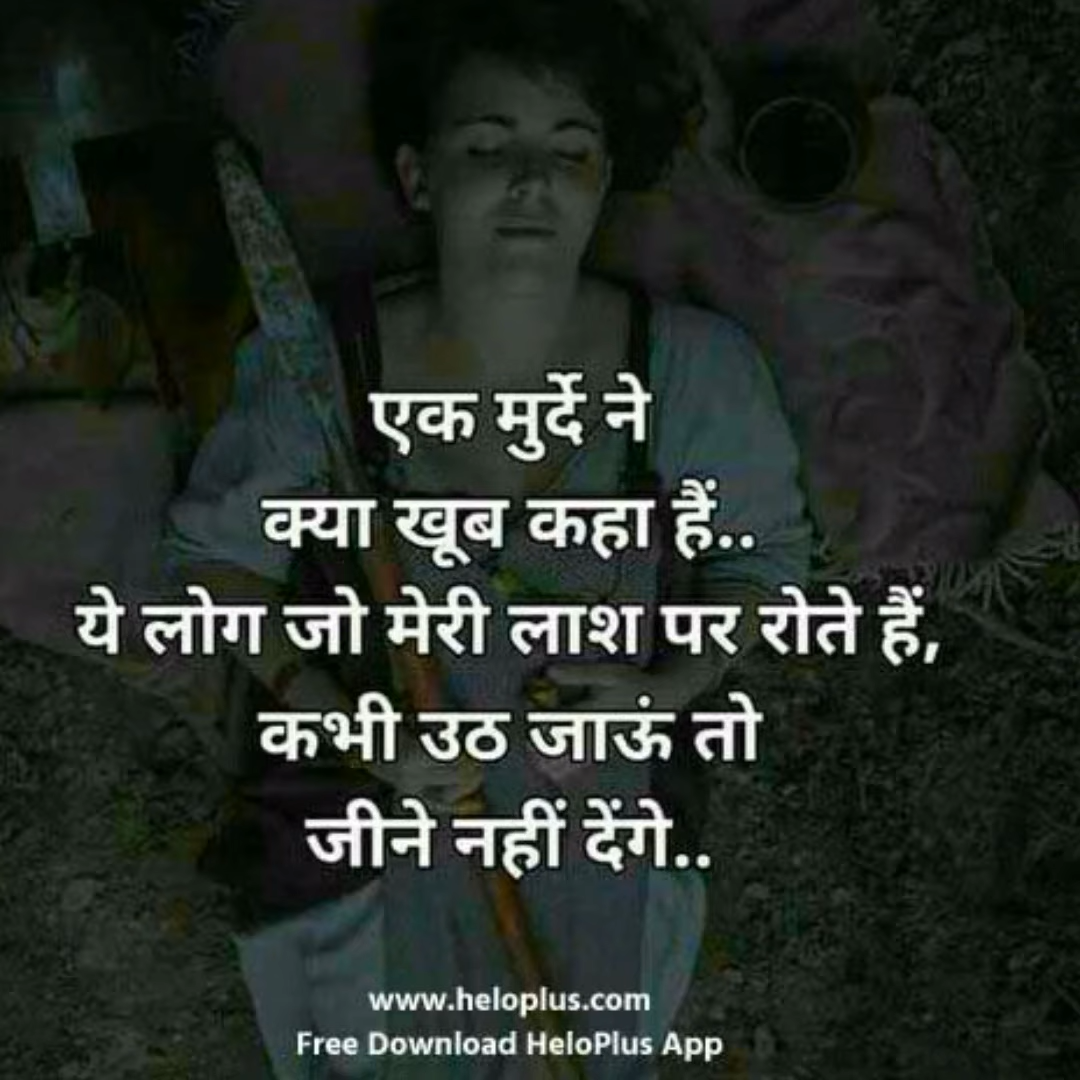 एक मुर्दे ने
क्या खूब कहा हैं..
ये लोग जो मेरी लाश पर रोते हैं,
कभी उठ जाऊं तो
जीने नहीं देंगे..
www.heloplus.com
Free Download HeloPlus App